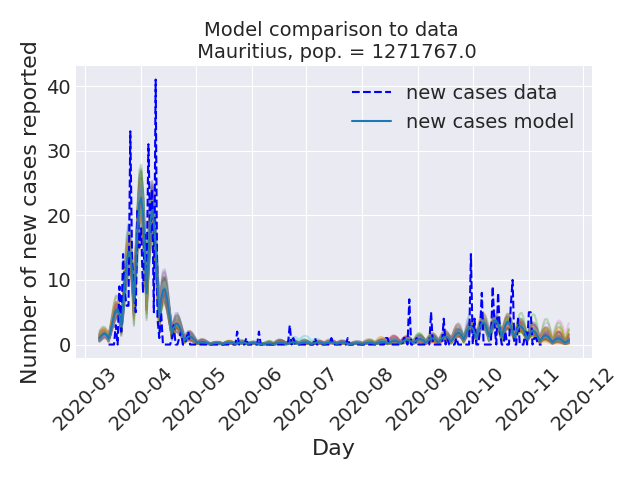 Model comparison to data
Mauritius, pop. = 1271767.0
Number of new cases reported
40
30
20
10
0
new cases data
new cases model
2020-03
2020-04
2020-05
2020-06
2020-07
2020-08
2020-09
2020-10
2020-11
2020-12
Day